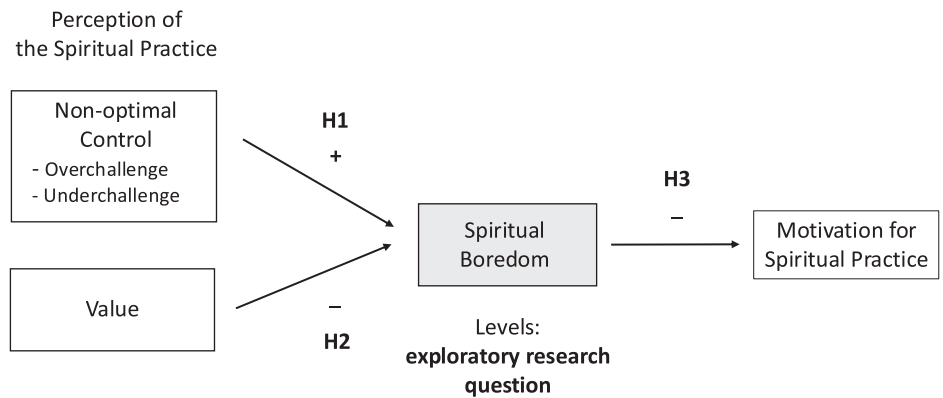 Perception of
the Spiritual Practice
Non-optimal
Control
- Overchallenge
- Underchallenge
H1
+
Value
–
H2
Spiritual
Boredom
Levels:
exploratory research
question
H3
–
Motivation for
Spiritual Practice